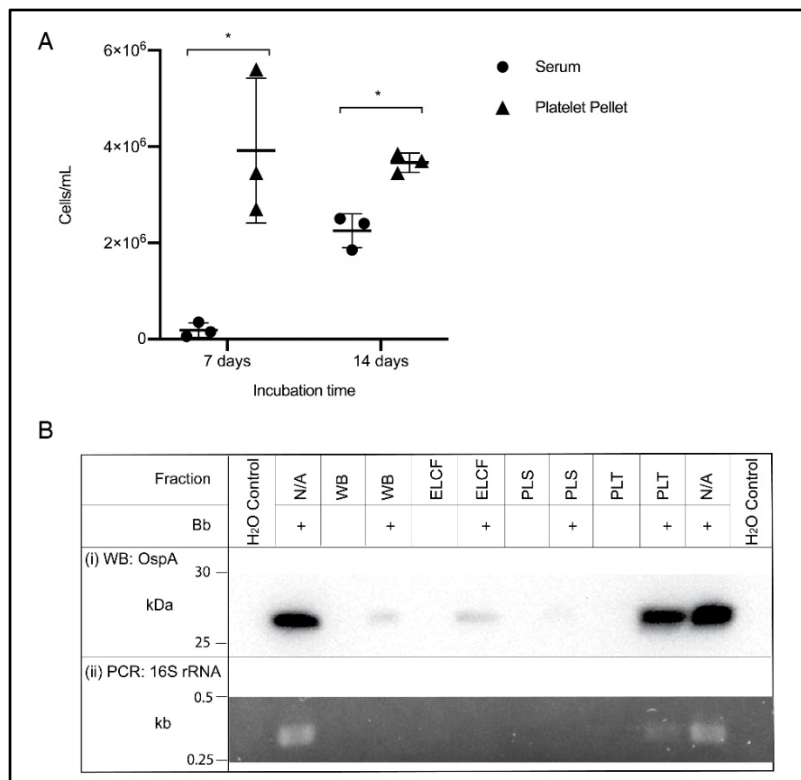 A
*
*
6×10⁶
4×10⁶
2×10⁶
0
Cells/mL
7 days
14 days
Incubation time
Serum
Platelet Pellet
B
Fraction
H₂O Control
N/A
WB
WB
ELCF
ELCF
PLS
PLS
PLT
PLT
N/A
H₂O Control
Bb
+ + + + + +
(i) WB: OspA
30
kDa
25
(ii) PCR: 16S rRNA
0.5
kb
0.25